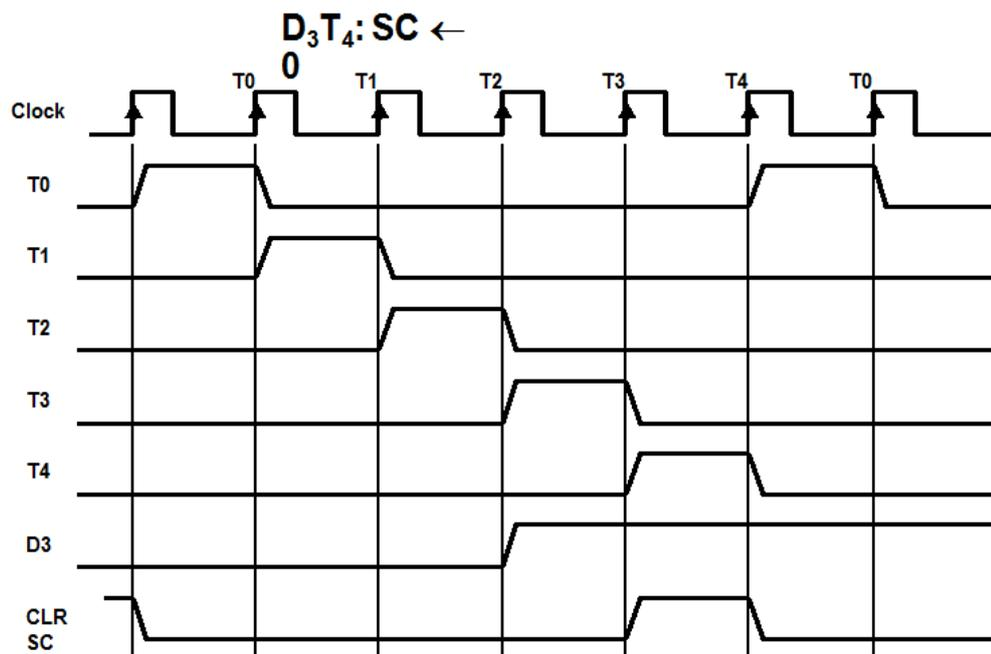 D₃T₄: SC ←
0
T0 T1 T2 T3 T4 T0
Clock
T0
T1
T2
T3
T4
D3
CLR
SC